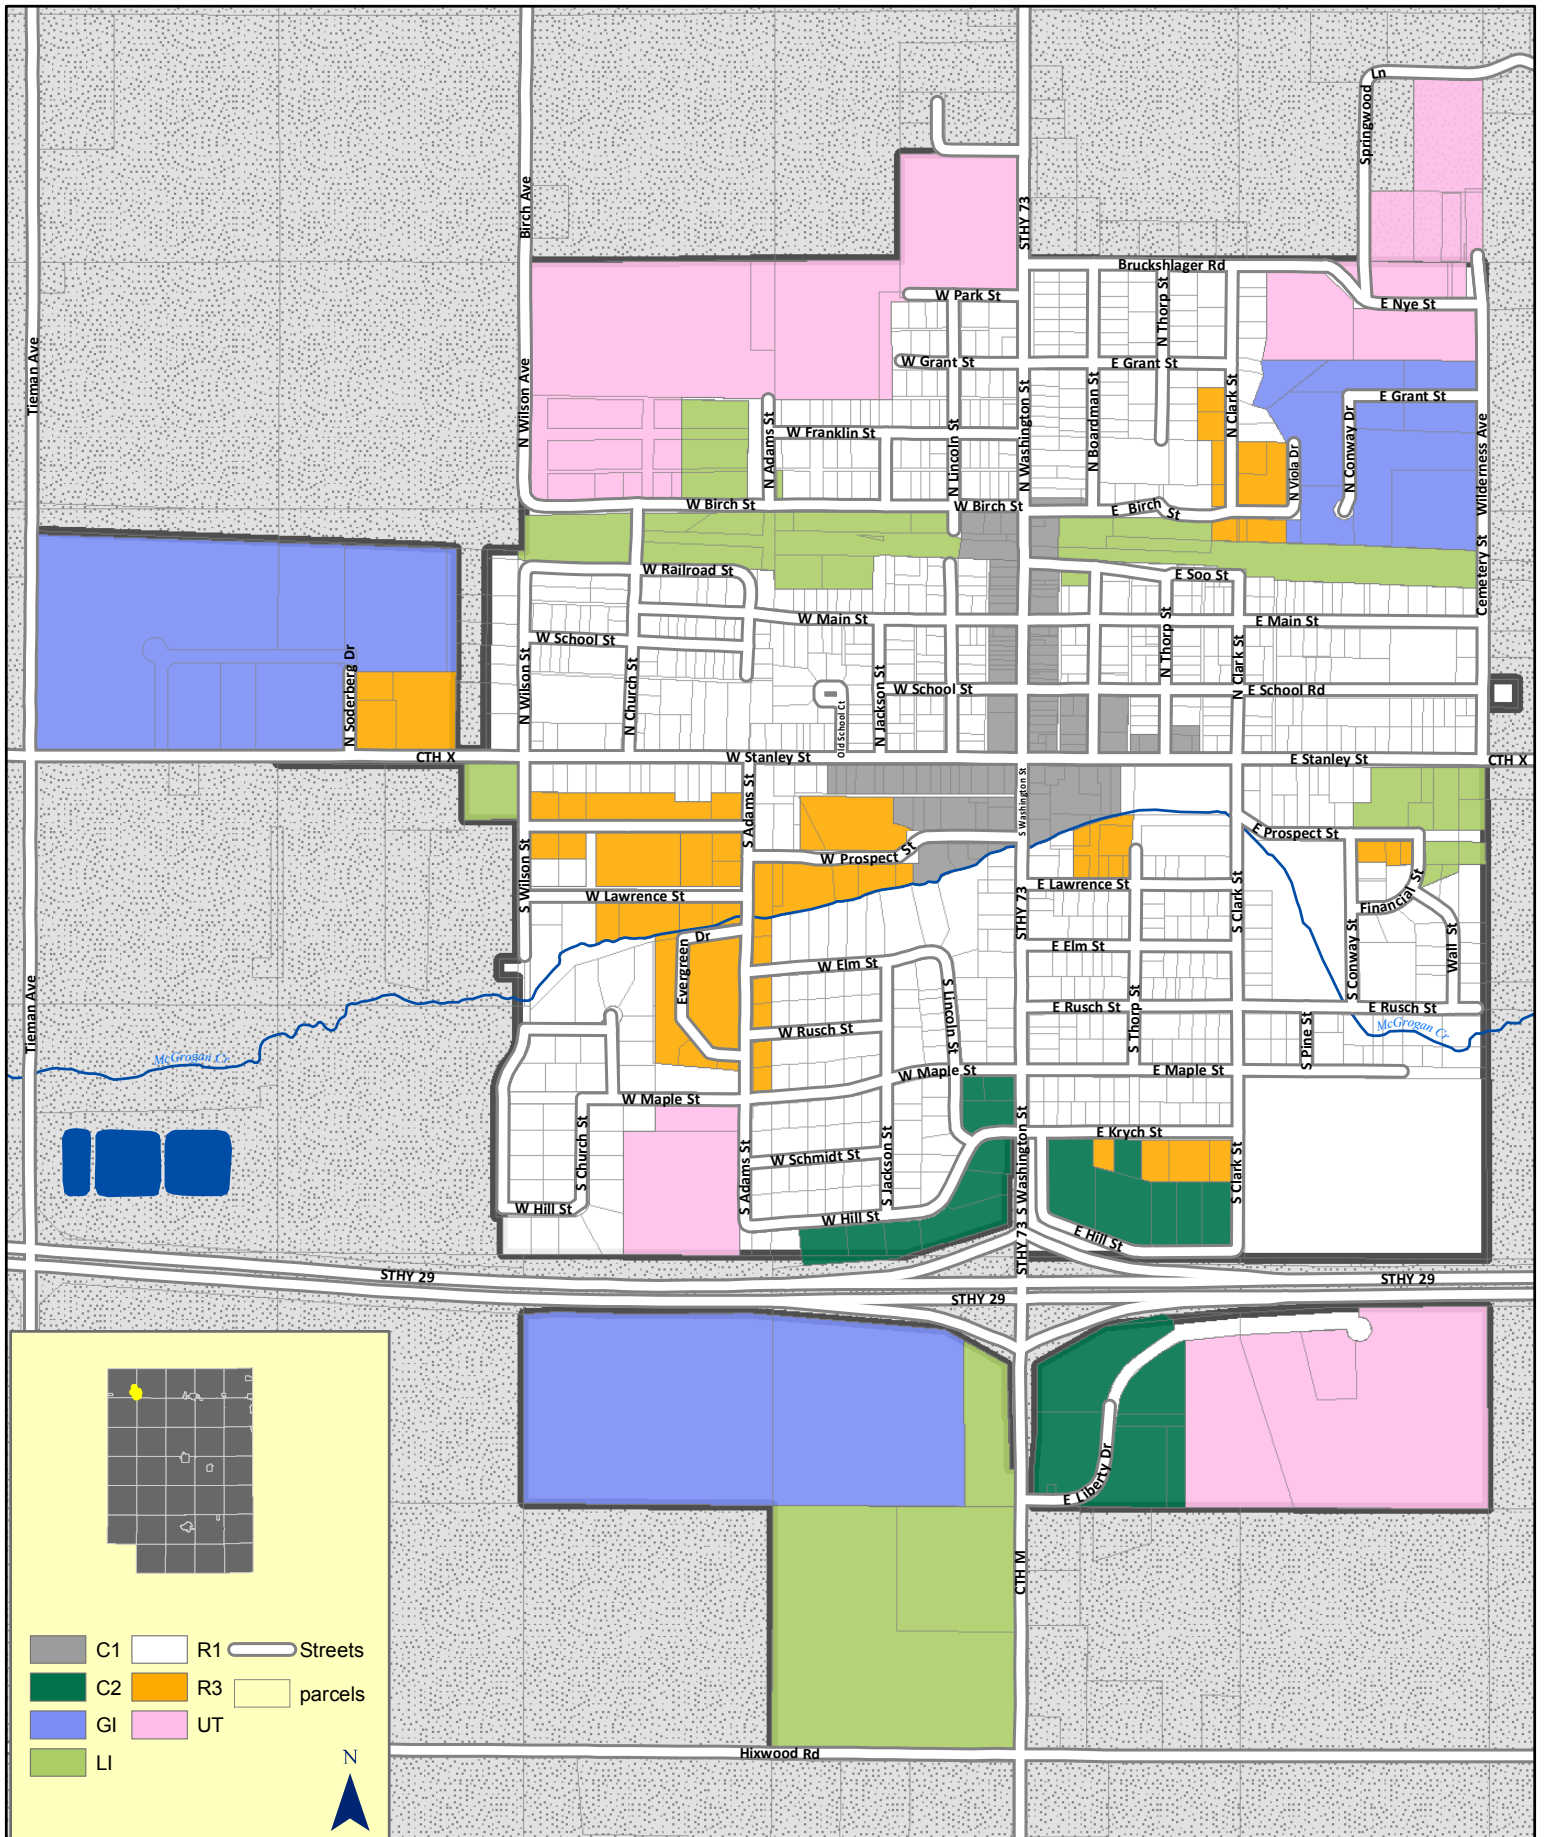 Ln
Springwood
Birch Ave
STHY 73
Bruckshlager Rd
W Park St
N Thorp St
E Nye St
Tieman Ave
N Wilson Ave
W Grant St
E Grant St
N Washington St
N Boardman St
N Clark St
E Grant St
N Adams St
W Franklin St
N Lincoln St
N Viola Dr
N Conway Dr
Wilderness Ave
W Birch St
W Birch St
E Birch St
W Railroad St
E Soo St
Cemetery St
W Main St
E Main St
W School St
N Thorp St
N Clark St
N Soderberg Dr
N Wilson St
N Church St
Old School Ct
N Jackson St
W School St
E School Rd
CTH X
W Stanley St
E Stanley St
CTH X
S Adams St
S Washington St
E Prospect St
S Wilson St
W Prospect St
W Lawrence St
E Lawrence St
S Clark St
Financial St
STHY 73
Evergreen Dr
W Elm St
E Elm St
S Conway St
Wall St
Tieman Ave
S Lincoln St
W Rusch St
E Rusch St
S Thorp St
S Pine St
E Rusch St
McGrogan Cr
McGrogan Cr
W Maple St
E Maple St
W Maple St
S Church St
S Adams St
W Schmidt St
S Jackson St
S Washington St
E Krych St
S Clark St
W Hill St
W Hill St
STHY 73
E Hill St
STHY 29
STHY 29
STHY 29
E Liberty Dr
CTH M
Hixwood Rd
C1 R1 Streets
C2 R3 parcels
GI UT
LI
N